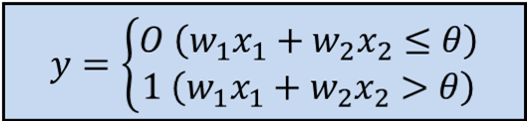 y = { 0 (w₁x₁ + w₂x₂ ≤ θ)
1 (w₁x₁ + w₂x₂ > θ)